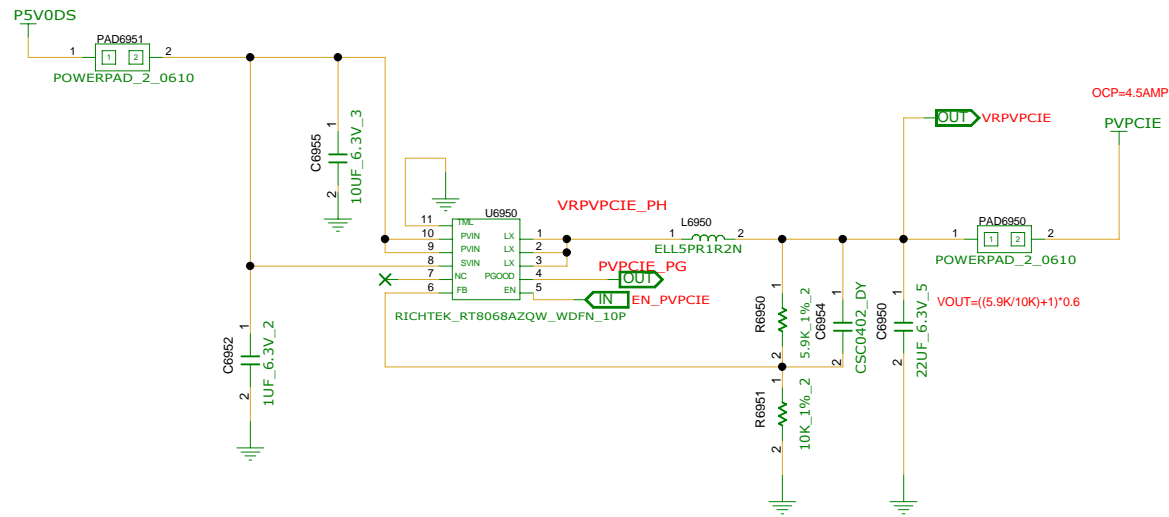 P5V0DS
PAD6951
1 1 2 2
POWERPAD_2_0610
OCP=4.5AMP
OUT VRPVPCIE
PVPCIE
1
C6955
10UF_6.3V_3
2
U6950
VRPVPCIE_PH
11 TML
10 PVIN LX 1
9 PVIN LX 2
8 SVIN LX 3
7 NC PGOOD 4
6 FB EN 5
L6950
1 2
ELL5PR1R2N
PAD6950
1 1 2 2
POWERPAD_2_0610
PVPCIE_PG
OUT
IN EN_PVPCIE
RICHTEK_RT8068AZQW_WDFN_10P
1
R6950
5.9K_1%_2
2
1
C6954
CSC0402_DY
2
1
C6950
22UF_6.3V_5
2
VOUT=((5.9K/10K)+1)*0.6
1
C6952
1UF_6.3V_2
2
1
R6951
10K_1%_2
2